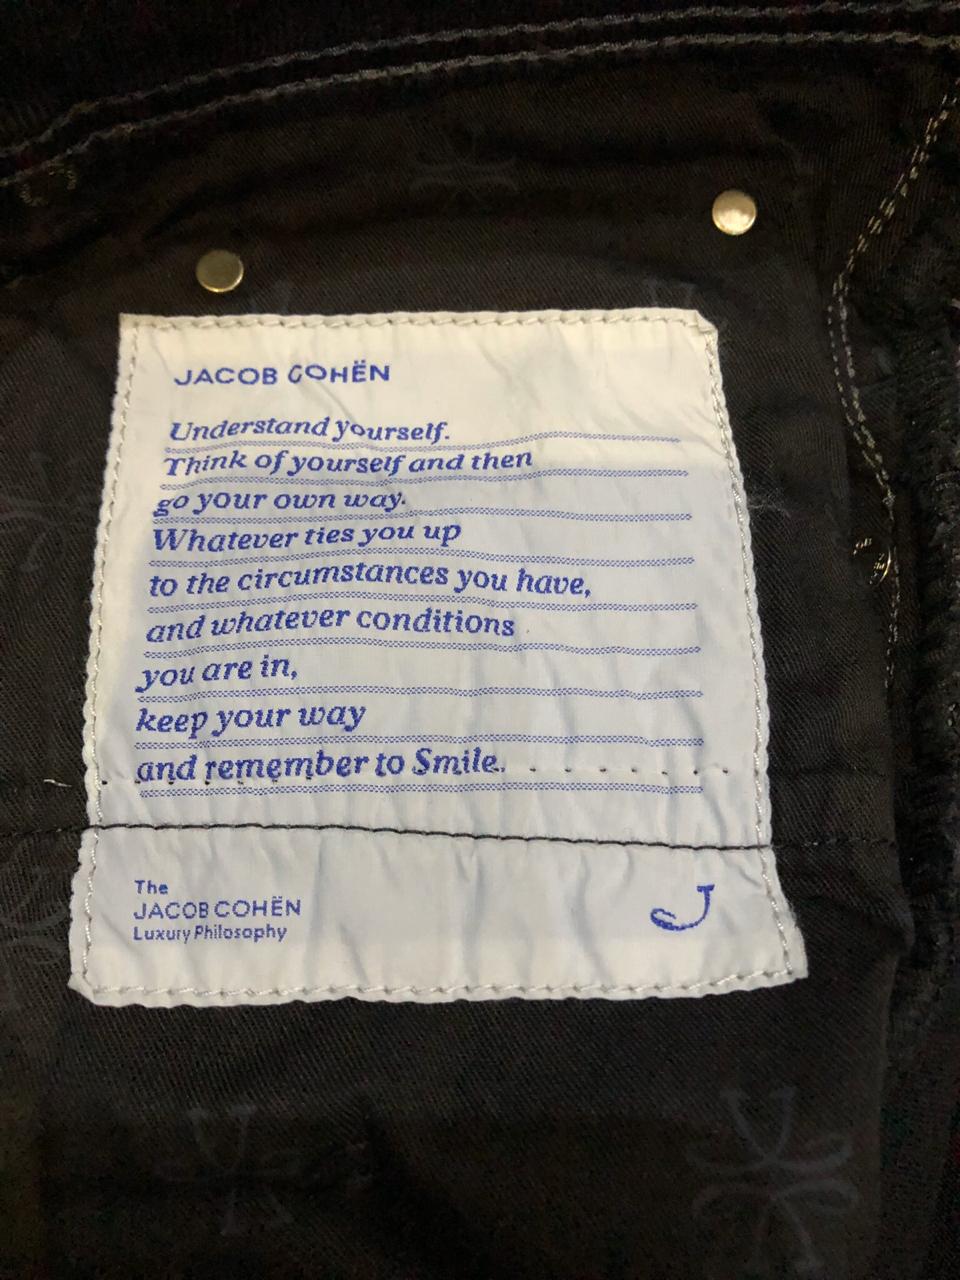 JACOB COHËN
Understand yourself.
Think of yourself and then
go your own way.
Whatever ties you up
to the circumstances you have,
and whatever conditions
you are in,
keep your way
and remember to Smile.
The
JACOB COHËN
Luxury Philosophy
J